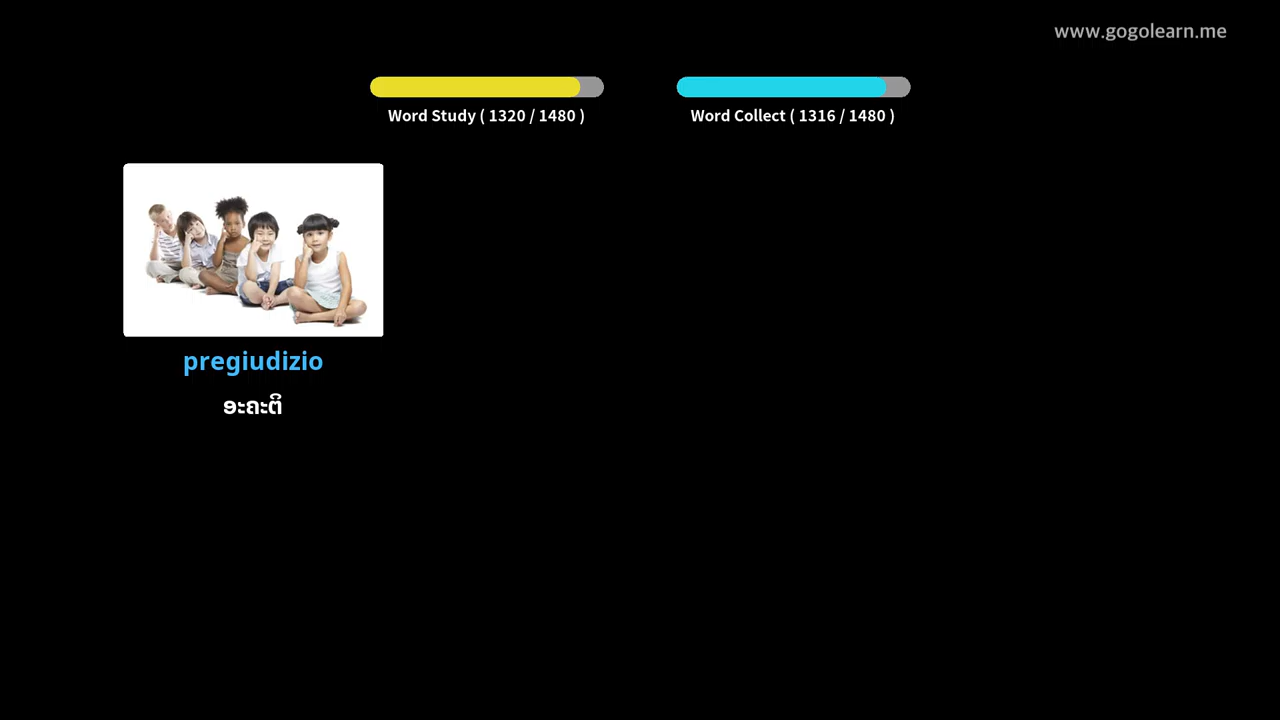 www.gogolearn.me
Word Study ( 1320 / 1480 )
Word Collect ( 1316 / 1480 )
pregiudizio
ອະຄະຕິ